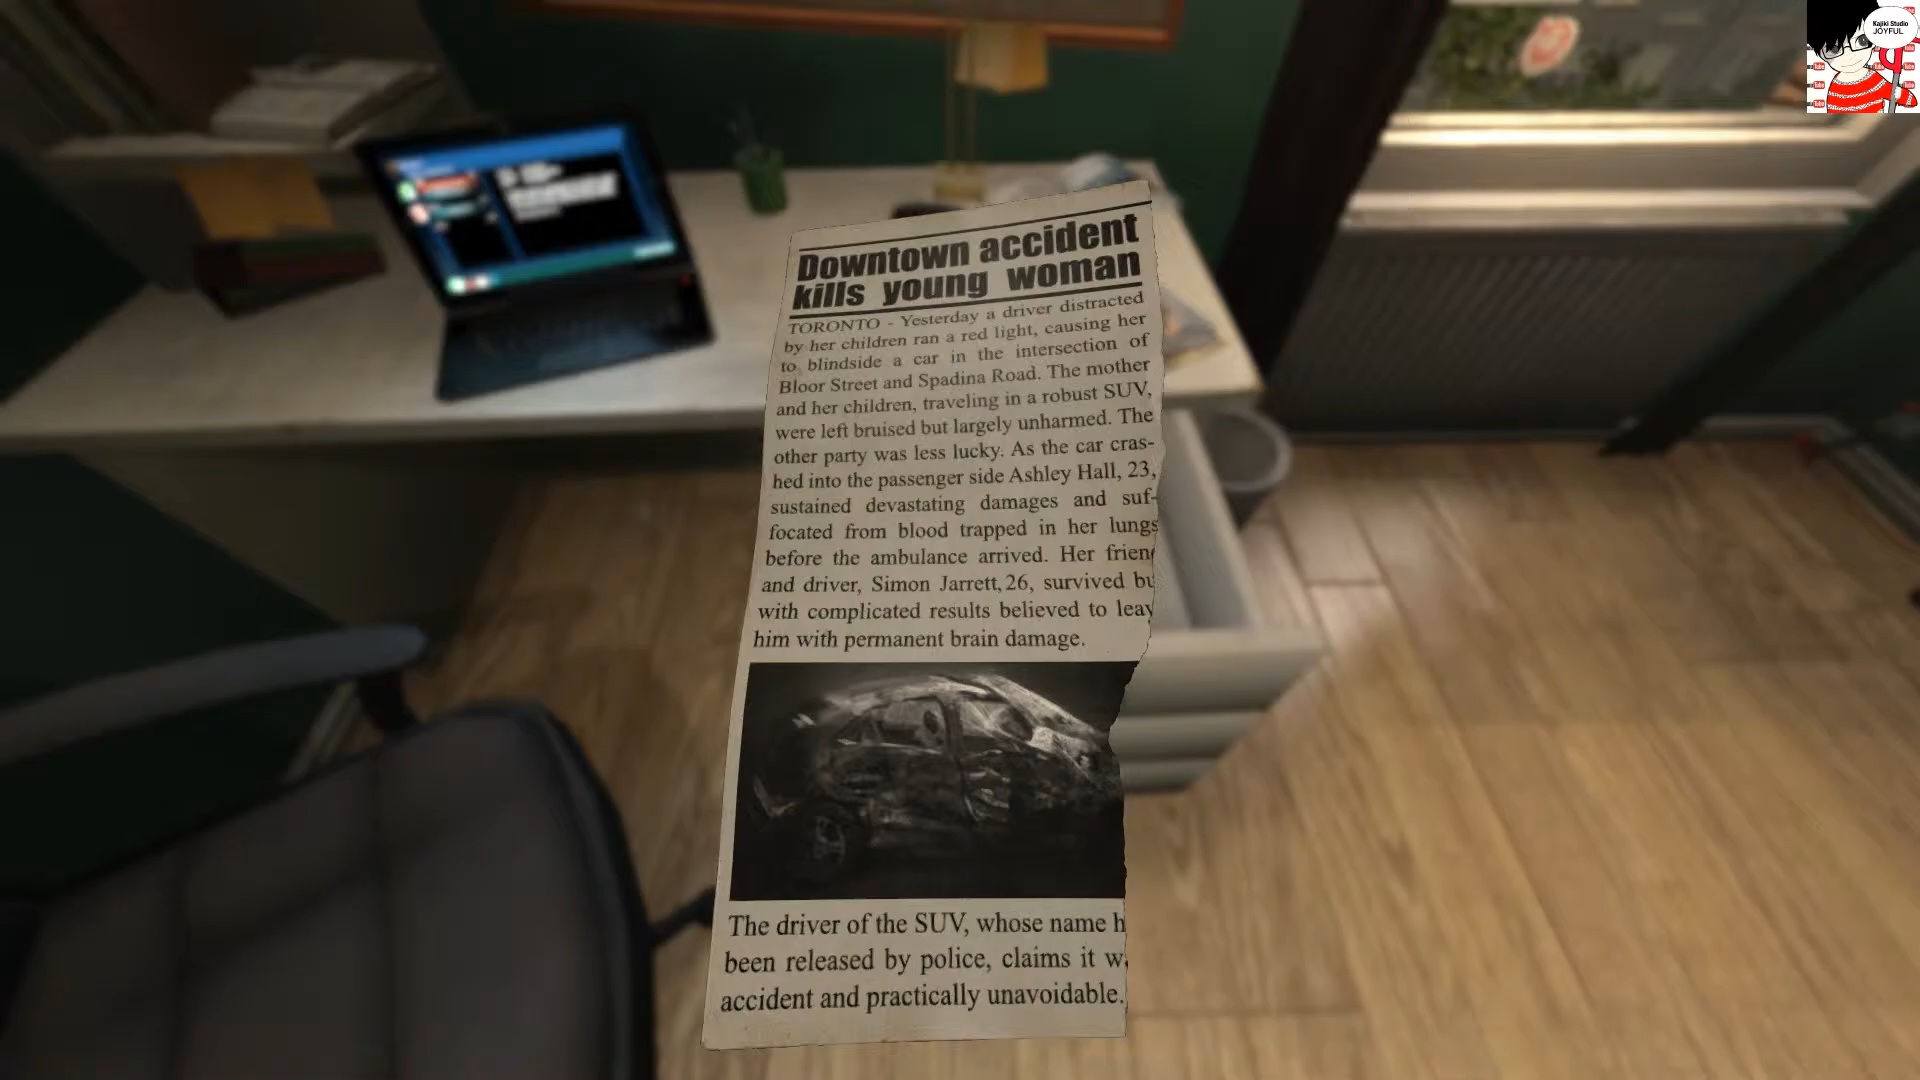 Kajiki Studio
JOYFUL
Downtown accident
kills young woman
TORONTO - Yesterday a driver distracted
by her children ran a red light, causing her
to blindside a car in the intersection of
Bloor Street and Spadina Road. The mother
and her children, traveling in a robust SUV,
were left bruised but largely unharmed. The
other party was less lucky. As the car cras-
hed into the passenger side Ashley Hall, 23,
sustained devastating damages and suf-
focated from blood trapped in her lungs
before the ambulance arrived. Her frien
and driver, Simon Jarrett, 26, survived bu
with complicated results believed to leav
him with permanent brain damage.
The driver of the SUV, whose name h
been released by police, claims it w
accident and practically unavoidable.